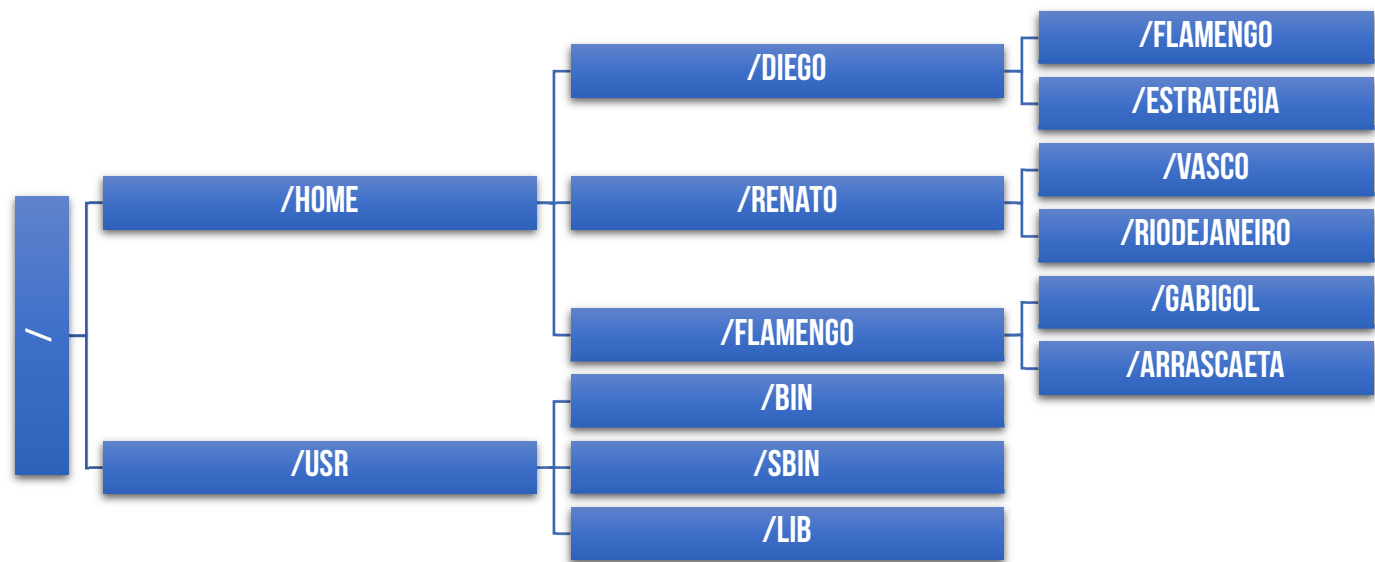 /
/HOME
/DIEGO
/FLAMENGO
/ESTRATEGIA
/RENATO
/VASCO
/RIODEJANEIRO
/FLAMENGO
/GABIGOL
/ARRASCAETA
/USR
/BIN
/SBIN
/LIB